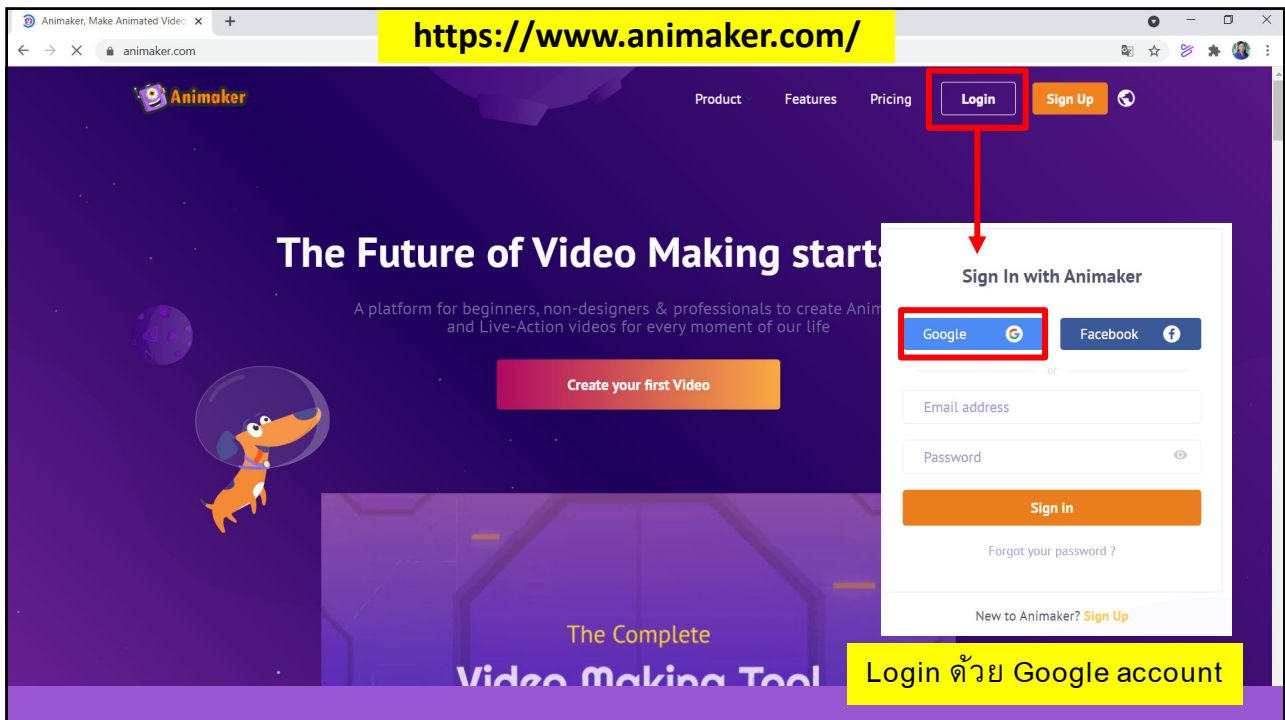 Animaker, Make Animated Video
https://www.animaker.com/
animaker.com
Animaker
Product
Features
Pricing
Login
Sign Up
The Future of Video Making starts
A platform for beginners, non-designers & professionals to create Anim
and Live-Action videos for every moment of our life
Create your first Video
Sign In with Animaker
Google
G
Facebook
f
or
Email address
Password
Sign in
Forgot your password ?
New to Animaker? Sign Up
The Complete
Video Making Tool
Login ด้วย Google account